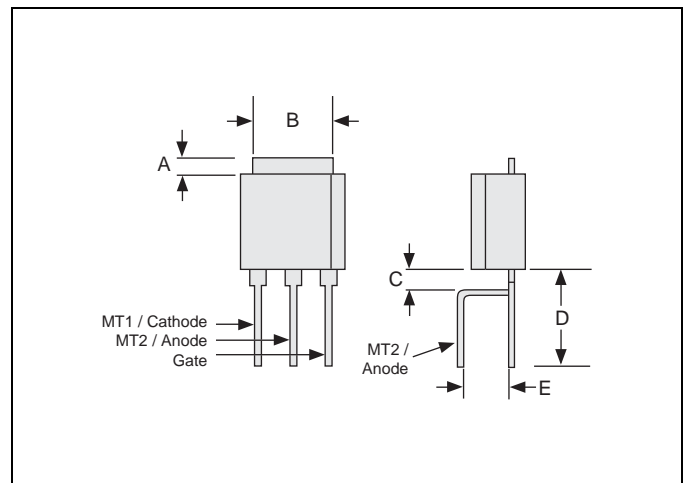 B
A
C
MT1 / Cathode
MT2 / Anode
Gate
D
MT2 /
Anode
E